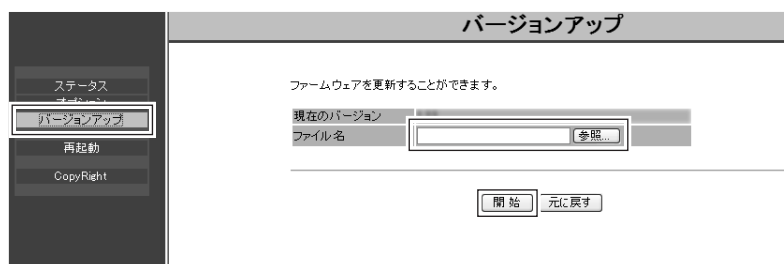 バージョンアップ
ステータス
バージョンアップ
再起動
CopyRight
ファームウェアを更新することができます。
現在のバージョン
ファイル名 参照...
開始 元に戻す